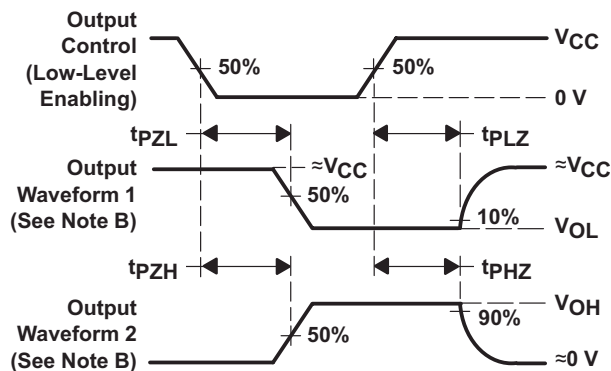 Output
Control
(Low-Level
Enabling)
50%
50%
VCC
0 V
tPZL
tPLZ
Output
Waveform 1
(See Note B)
≈VCC
50%
≈VCC
10%
VOL
tPZH
tPHZ
Output
Waveform 2
(See Note B)
50%
VOH
90%
≈0 V